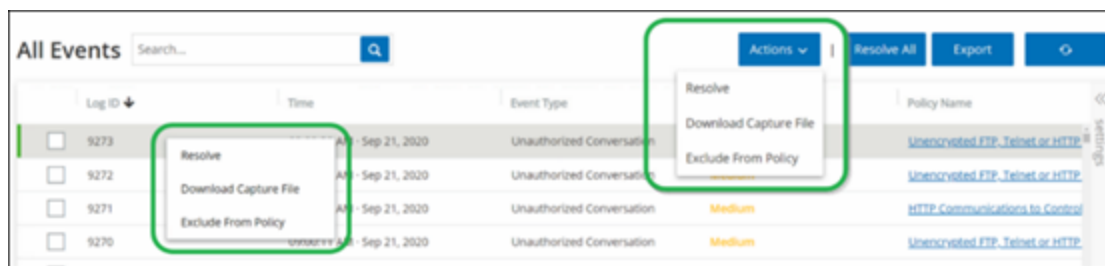 All Events Search... Actions | Resolve All Export
Log ID Time Event Type Policy Name
Resolve
Download Capture File
Exclude From Policy
9273 AM - Sep 21, 2020 Unauthorized Conversation Unencrypted FTP, Telnet or HTTP
Resolve
9272 AM - Sep 21, 2020 Unauthorized Conversation Medium Unencrypted FTP, Telnet or HTTP
Download Capture File
9271 AM - Sep 21, 2020 Unauthorized Conversation Medium HTTP Communications to Control
Exclude From Policy
9270 09:00:11 AM - Sep 21, 2020 Unauthorized Conversation Medium Unencrypted FTP, Telnet or HTTP
settings